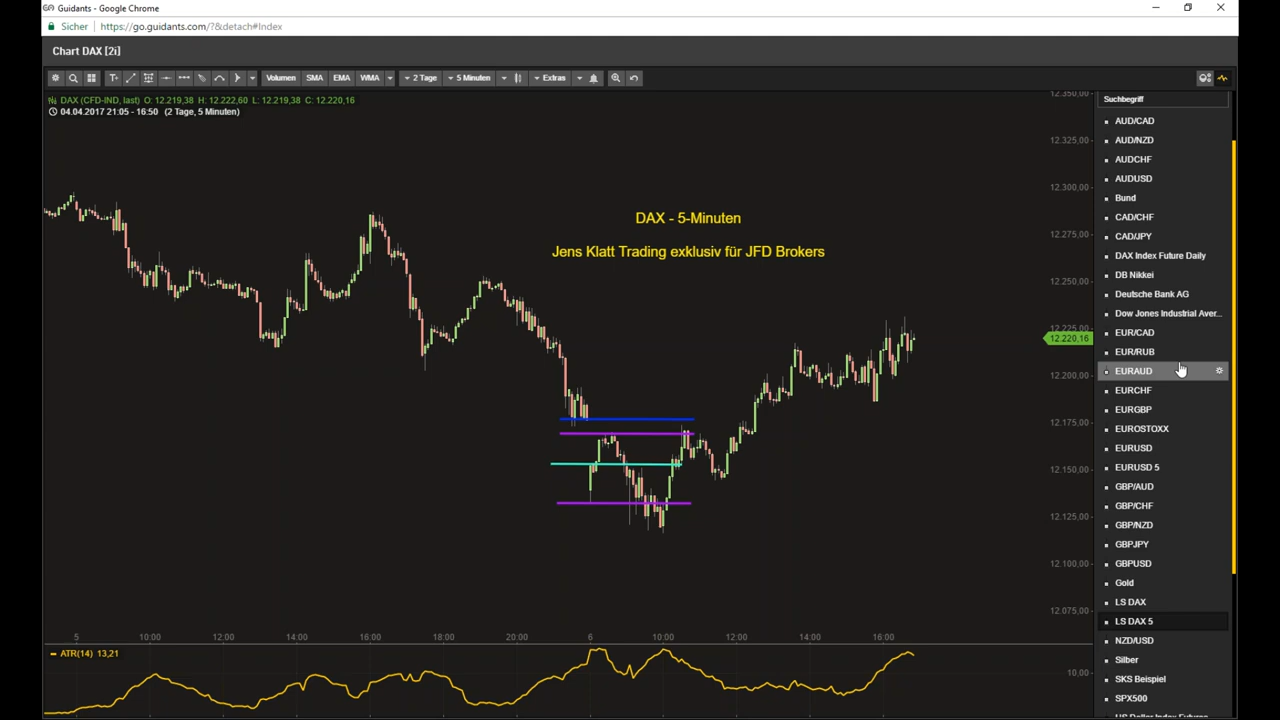 Guidants - Google Chrome
Sicher | https://go.guidants.com/?&detach#Index
Chart DAX [2i]
T+ Volumen SMA EMA WMA 2 Tage 5 Minuten Extras
DAX (CFD-IND, last) O: 12.219,38 H: 12.222,60 L: 12.219,38 C: 12.220,16
04.04.2017 21:05 - 16:50 (2 Tage, 5 Minuten)
DAX - 5-Minuten
Jens Klatt Trading exklusiv für JFD Brokers
12.350,00
12.325,00
12.300,00
12.275,00
12.250,00
12.225,00
12.220,16
12.200,00
12.175,00
12.150,00
12.125,00
12.100,00
12.075,00
5 10:00 12:00 14:00 16:00 18:00 20:00 6 10:00 12:00 14:00 16:00
ATR(14) 13,21
10,00
Suchbegriff
AUD/CAD
AUD/NZD
AUDCHF
AUDUSD
Bund
CAD/CHF
CAD/JPY
DAX Index Future Daily
DB Nikkei
Deutsche Bank AG
Dow Jones Industrial Aver...
EUR/CAD
EUR/RUB
EURAUD
EURCHF
EURGBP
EUROSTOXX
EURUSD
EURUSD 5
GBP/AUD
GBP/CHF
GBP/NZD
GBPJPY
GBPUSD
Gold
LS DAX
LS DAX 5
NZD/USD
Silber
SKS Beispiel
SPX500
US Dollar Index Futures